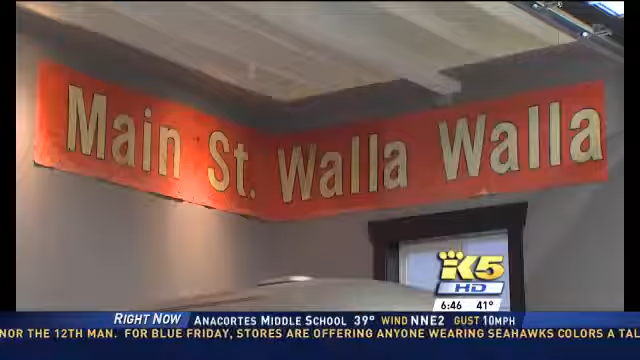 Main St. Walla Walla
K5
HD
6:46 41°
RIGHT NOW ANACORTES MIDDLE SCHOOL 39° WIND NNE2 GUST 10MPH
NOR THE 12TH MAN. FOR BLUE FRIDAY, STORES ARE OFFERING ANYONE WEARING SEAHAWKS COLORS A TAL